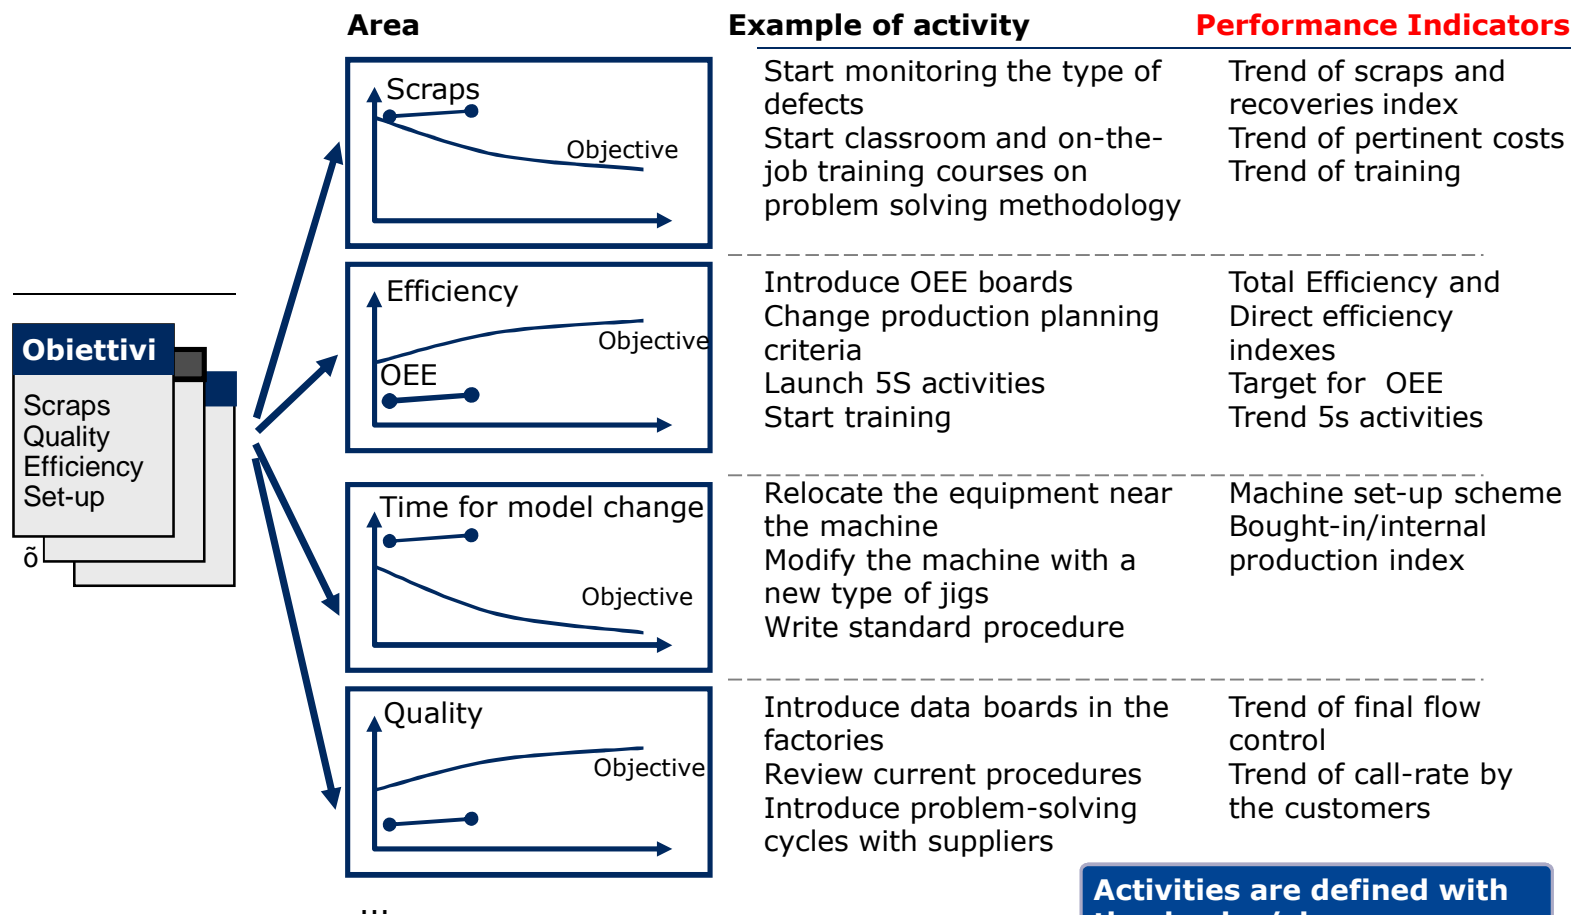 Area
Example of activity
Performance Indicators
Scraps
Objective
Start monitoring the type of
defects
Start classroom and on-the-
job training courses on
problem solving methodology
Trend of scraps and
recoveries index
Trend of pertinent costs
Trend of training
Obiettivi
Scraps
Quality
Efficiency
Set-up
õ
Efficiency
Objective
OEE
Introduce OEE boards
Change production planning
criteria
Launch 5S activities
Start training
Total Efficiency and
Direct efficiency
indexes
Target for OEE
Trend 5s activities
Time for model change
Objective
Relocate the equipment near
the machine
Modify the machine with a
new type of jigs
Write standard procedure
Machine set-up scheme
Bought-in/internal
production index
Quality
Objective
Introduce data boards in the
factories
Review current procedures
Introduce problem-solving
cycles with suppliers
Trend of final flow
control
Trend of call-rate by
the customers
...
Activities are defined with